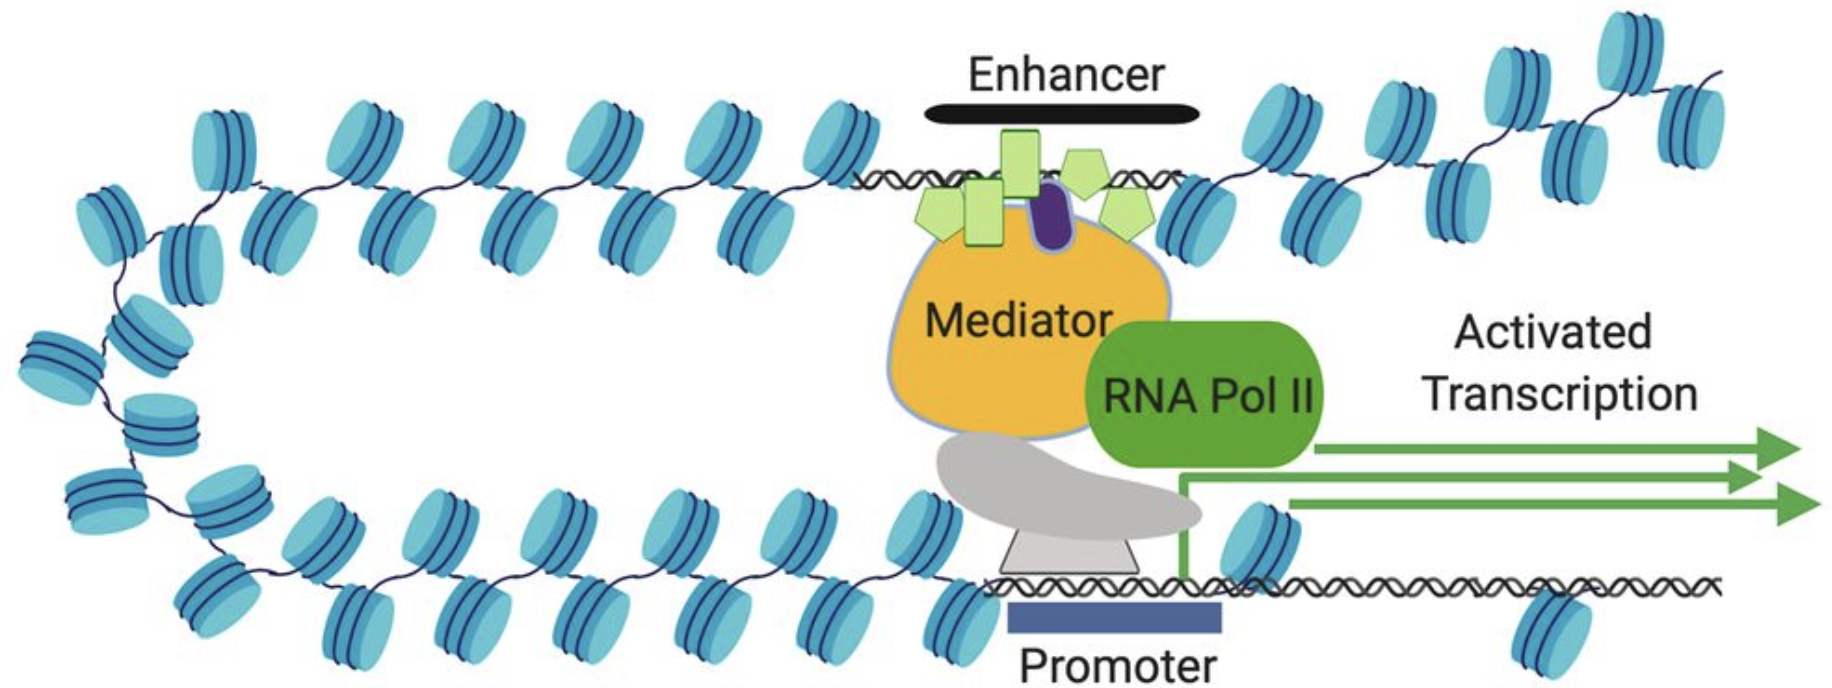 Enhancer
Mediator
RNA Pol II
Activated
Transcription
Promoter